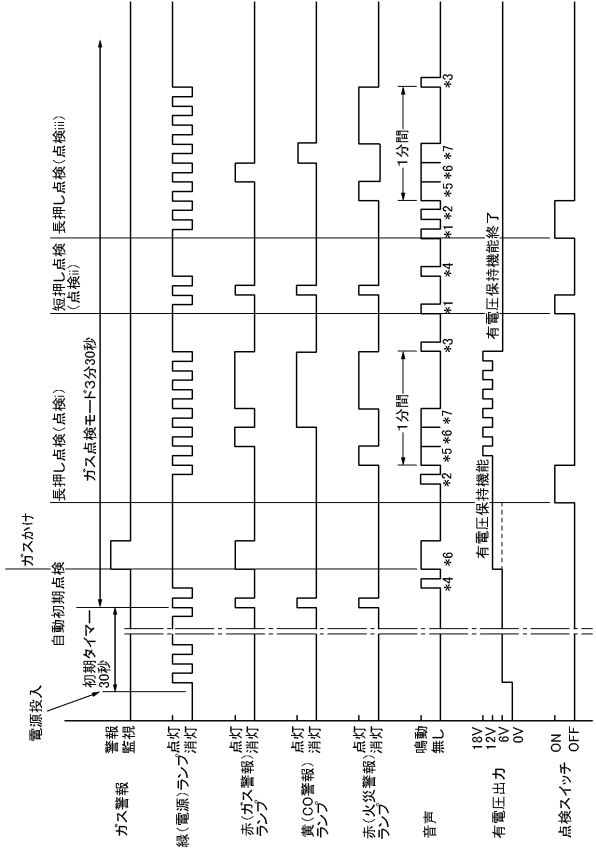 電源投入
初期タイマー
30秒
自動初期点検
ガスかけ
ガス点検モード3分30秒
長押し点検(点検i)
短押し点検
(点検ii)
長押し点検(点検iii)
ガス警報
警報
監視
緑(電源)ランプ
点灯
消灯
赤(ガス警報)
ランプ
点灯
消灯
黄(CO警報)
ランプ
点灯
消灯
赤(火災警報)
ランプ
点灯
消灯
1分間
1分間
音声
鳴動
無し
*4
*6
*2
*5
*6
*7
*3
*1
*4
*1
*2
*5
*6
*7
*3
有電圧出力
18V
12V
6V
0V
有電圧保持機能
有電圧保持機能終了
点検スイッチ
ON
OFF